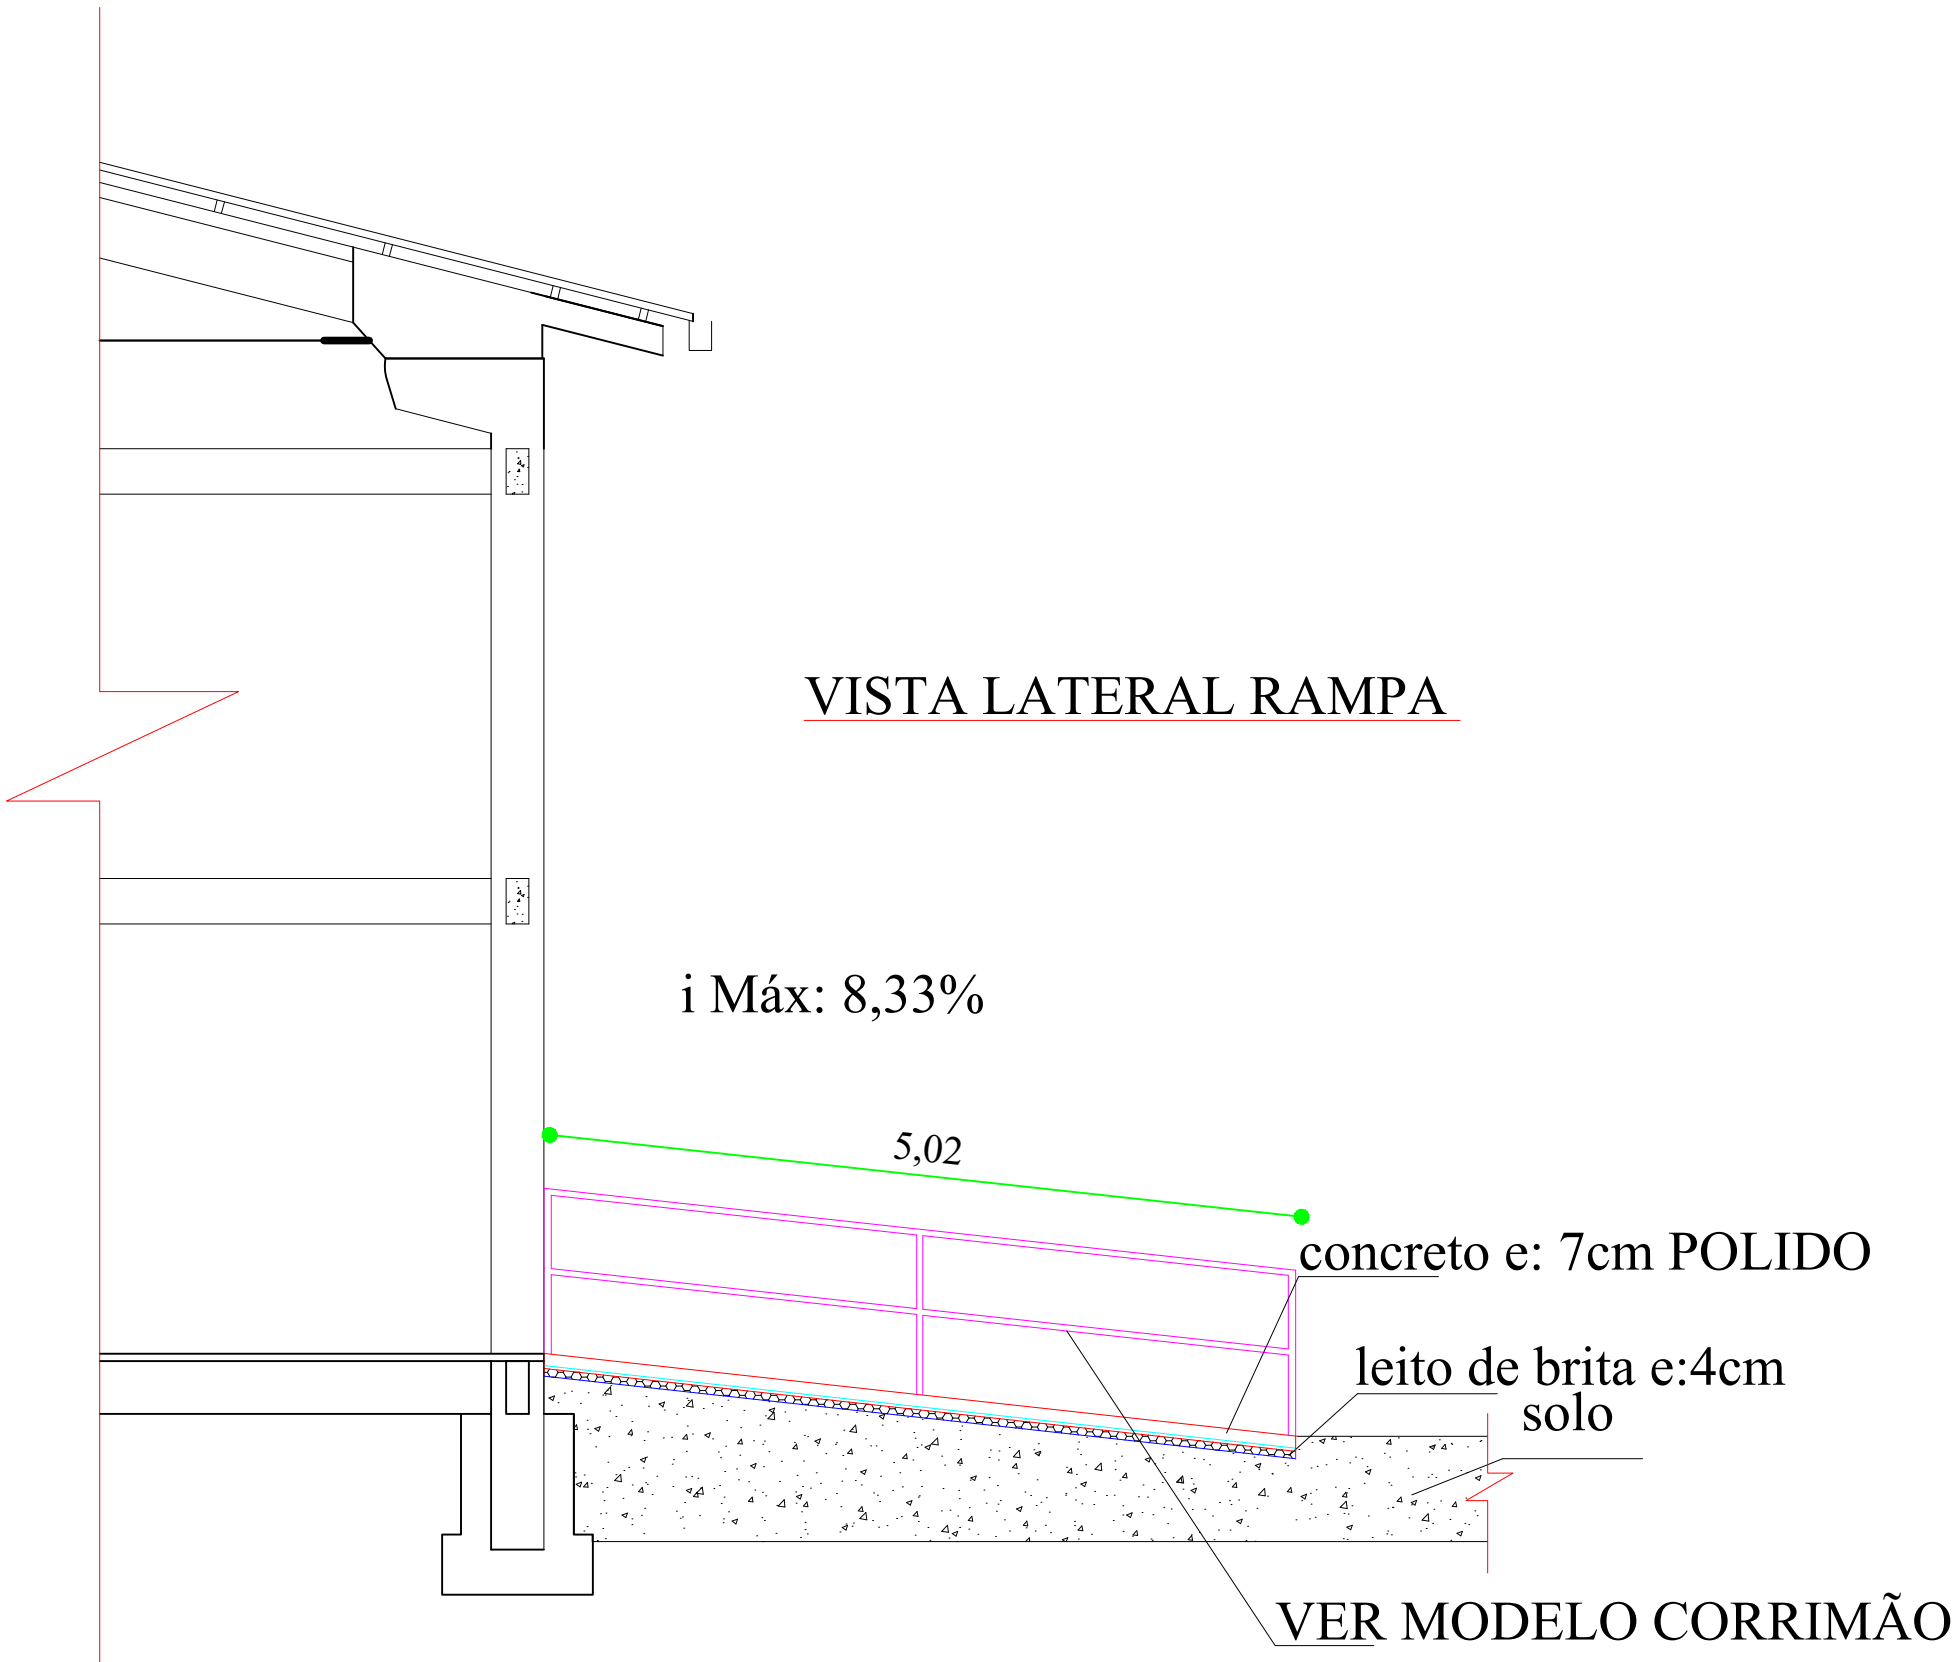 VISTA LATERAL RAMPA
i Máx: 8,33%
5,02
concreto e: 7cm POLIDO
leito de brita e:4cm
solo
VER MODELO CORRIMÃO